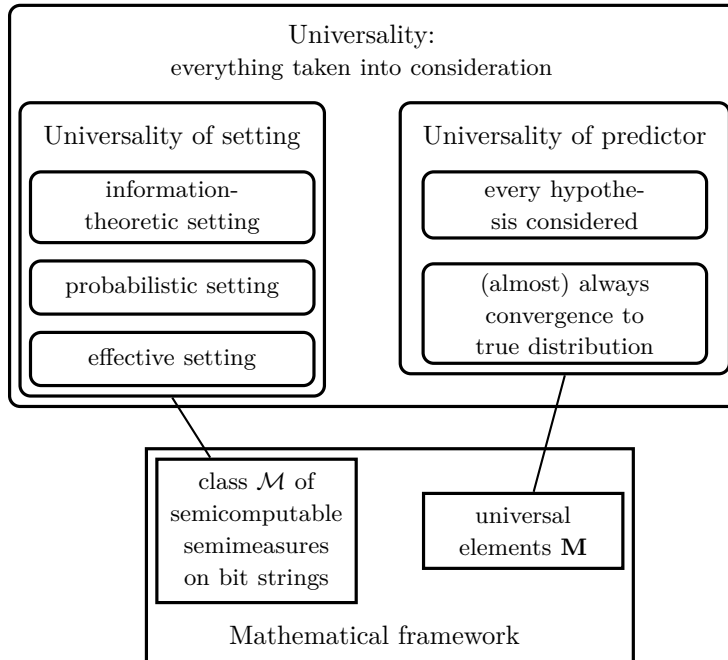 Universality:
everything taken into consideration
Universality of setting
information-
theoretic setting
probabilistic setting
effective setting
Universality of predictor
every hypothe-
sis considered
(almost) always
convergence to
true distribution
class ℳ of
semicomputable
semimeasures
on bit strings
universal
elements M
Mathematical framework